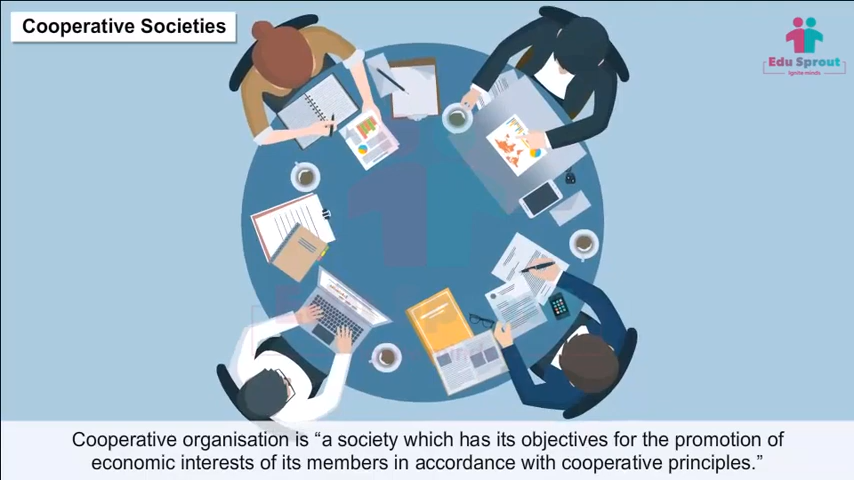 Cooperative Societies
Edu Sprout
Ignite minds
Cooperative organisation is “a society which has its objectives for the promotion of
economic interests of its members in accordance with cooperative principles.”